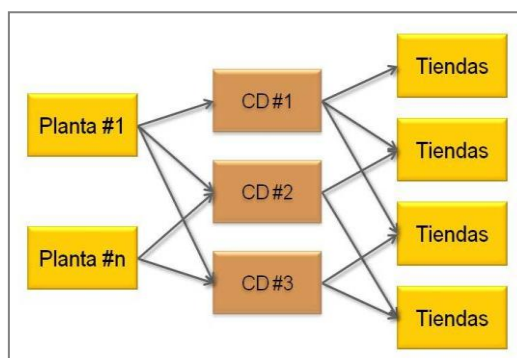 Planta #1
Planta #n
CD #1
CD #2
CD #3
Tiendas
Tiendas
Tiendas
Tiendas